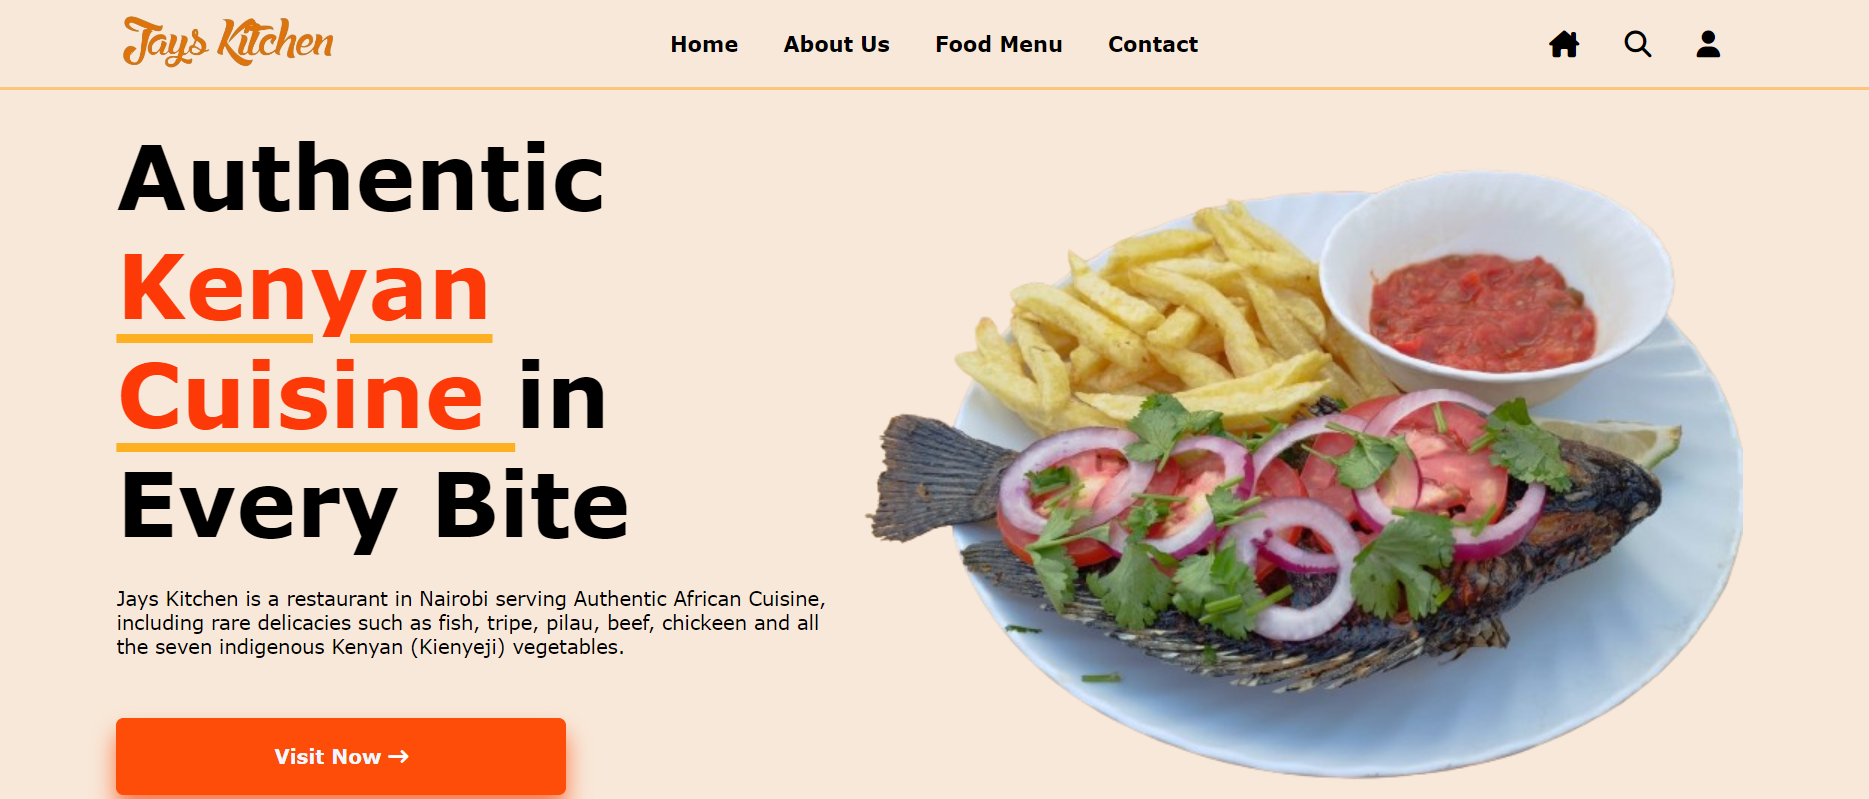 Jays Kitchen
Home About Us Food Menu Contact
Authentic
Kenyan
Cuisine in
Every Bite
Jays Kitchen is a restaurant in Nairobi serving Authentic African Cuisine,
including rare delicacies such as fish, tripe, pilau, beef, chickeen and all
the seven indigenous Kenyan (Kienyeji) vegetables.
Visit Now →